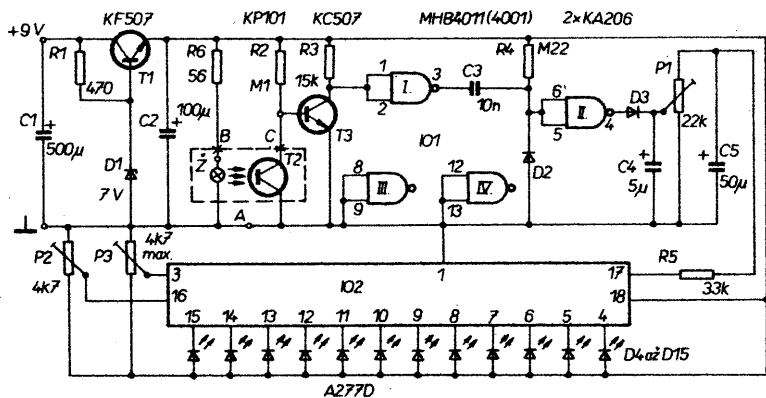 KF507 KP101 KC507 MHB4011(4001) 2xKA206
+9V R1 T1 R6 R2 R3 R4 M22 P1
470 56 M1 15k 1 2 I. 3 C3 10n 6 5 II. 4 D3 22k
C1 500µ C2 100µ B C T3 IO1 D2 C4 5µ C5 50µ
D1 7V Ž T2 8 9 III. 12 13 IV.
A
P2 4k7 P3 4k7 max. 3 16 IO2 1 17 18 R5 33k
15 14 13 12 11 10 9 8 7 6 5 4
D4 až D15
A277D